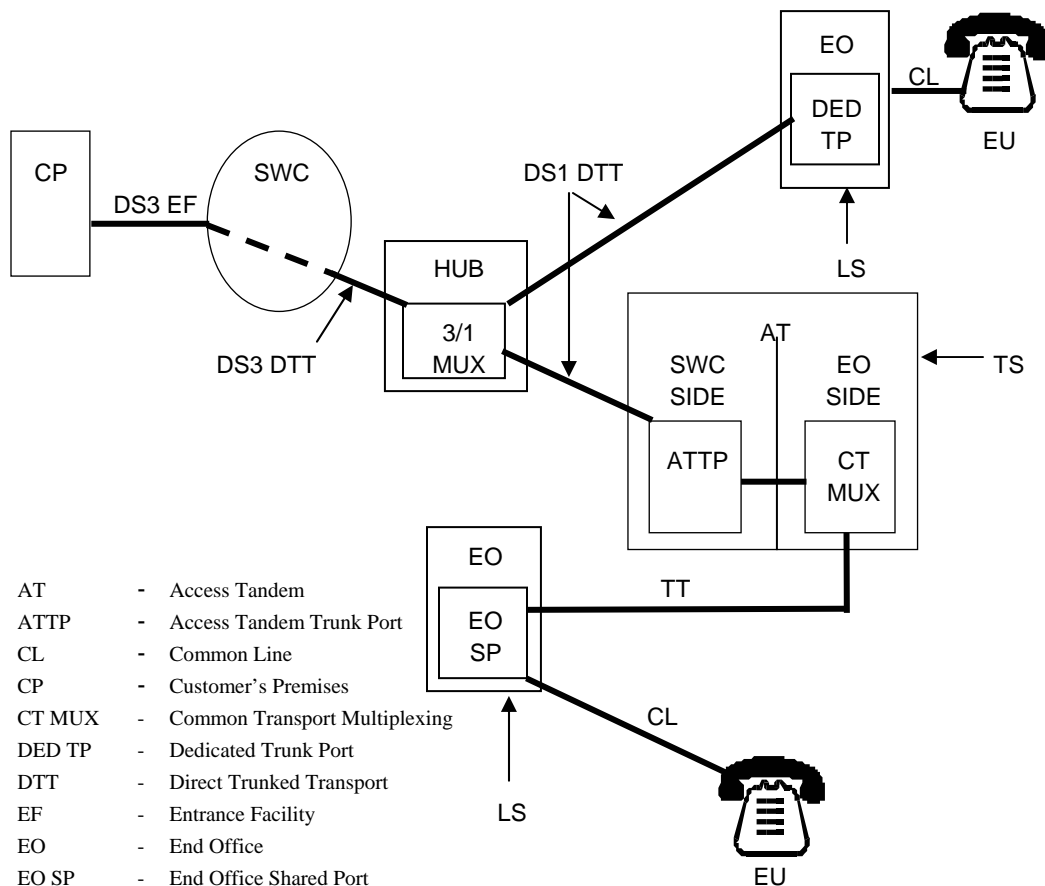 EO
CL
DED
TP
EU
CP
SWC
DS1 DTT
DS3 EF
HUB
LS
3/1
MUX
DS3 DTT
AT
SWC
SIDE
EO
SIDE
TS
ATTP
CT
MUX
EO
TT
EO
SP
CL
LS
EU
AT - Access Tandem
ATTP - Access Tandem Trunk Port
CL - Common Line
CP - Customer's Premises
CT MUX - Common Transport Multiplexing
DED TP - Dedicated Trunk Port
DTT - Direct Trunked Transport
EF - Entrance Facility
EO - End Office
EO SP - End Office Shared Port